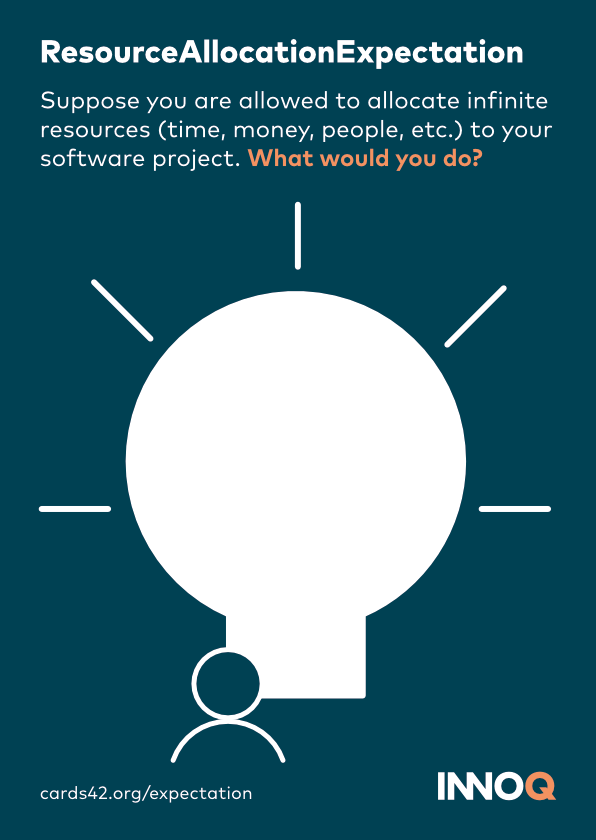 ResourceAllocationExpectation
Suppose you are allowed to allocate infinite
resources (time, money, people, etc.) to your
software project. What would you do?
cards42.org/expectation
INNOQ